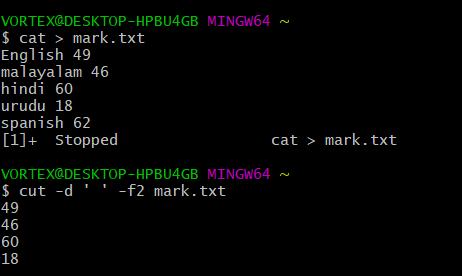 VORTEX@DESKTOP-HPBU4GB MINGW64 ~
$ cat > mark.txt
English 49
malayalam 46
hindi 60
urudu 18
spanish 62
[1]+  Stopped                 cat > mark.txt
VORTEX@DESKTOP-HPBU4GB MINGW64 ~
$ cut -d ' ' -f2 mark.txt
49
46
60
18